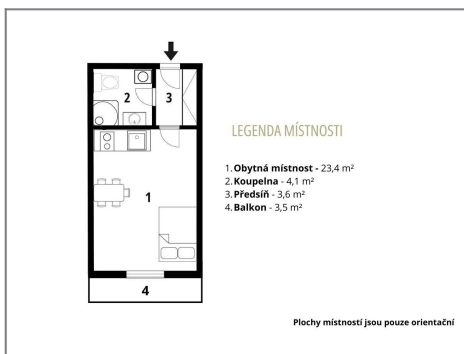 2
3
LEGENDA MÍSTNOSTI
1. Obytná místnost - 23,4 m²
2. Koupelna - 4,1 m²
3. Předsíň - 3,6 m²
4. Balkon - 3,5 m²
1
4
Plochy místností jsou pouze orientační